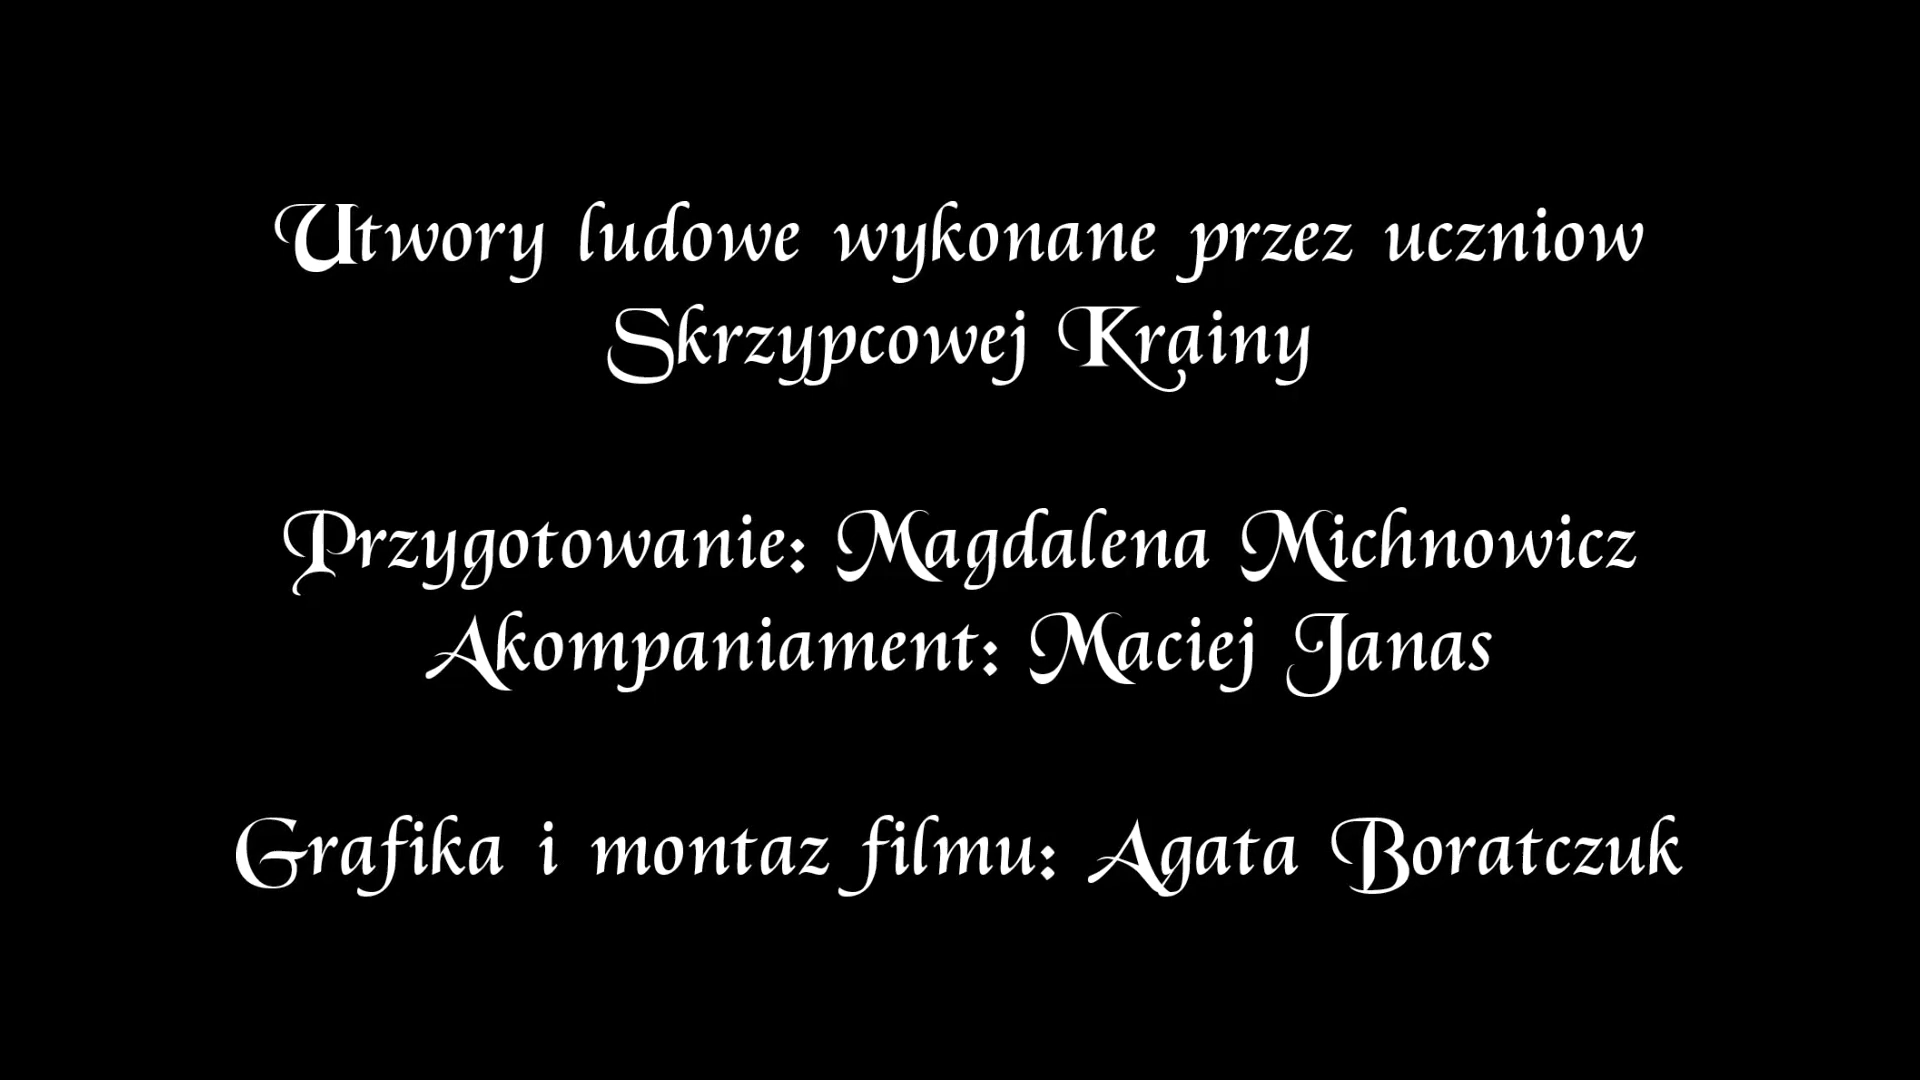 Utwory ludowe wykonane przez uczniow
Skrzypcowej Krainy
Przygotowanie: Magdalena Michnowicz
Akompaniament: Maciej Janas
Grafika i montaz filmu: Agata Boratczuk